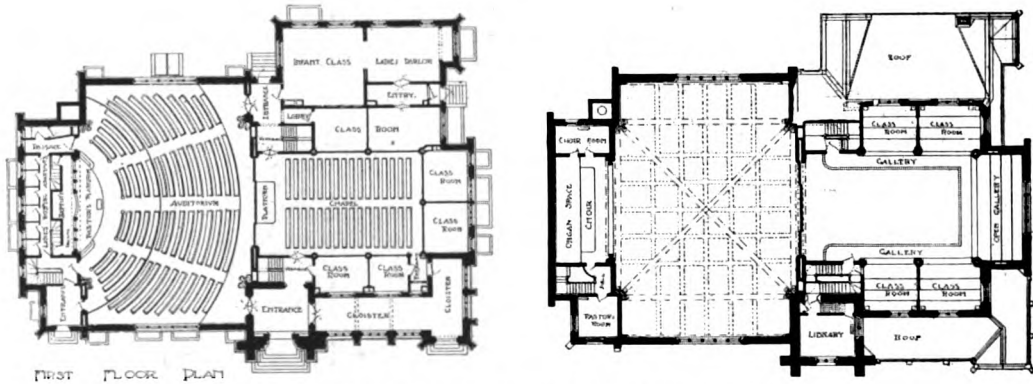 INFANT CLASS
LADIES PARLOR
ENTRY.
ENTRANCE
LOBBY
CLASS ROOM
CLASS
ROOM
CLASS
ROOM
PLATFORM
CHAPEL
AUDITORIUM
PASTOR'S PLATFORM
CLASS
ROOM
CLASS
ROOM
ENTRANCE
ENTRANCE
CLOISTER
CLOISTER
FIRST FLOOR PLAN
ROOF
CHOIR ROOM
ORGAN SPACE
CHOIR
CLASS
ROOM
CLASS
ROOM
GALLERY
GALLERY
OPEN
GALLERY
CLASS
ROOM
CLASS
ROOM
HALL
PASTOR'S
ROOM
LIBRARY
ROOF